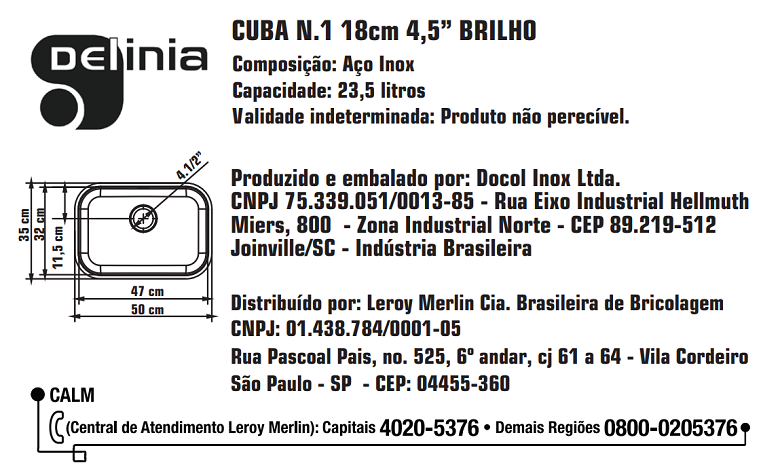 Delinia
CUBA N.1 18cm 4,5” BRILHO
Composição: Aço Inox
Capacidade: 23,5 litros
Validade indeterminada: Produto não perecível.
4.1/2”
35 cm
32 cm
11,5 cm
47 cm
50 cm
Produzido e embalado por: Docol Inox Ltda.
CNPJ 75.339.051/0013-85 - Rua Eixo Industrial Hellmuth
Miers, 800 - Zona Industrial Norte - CEP 89.219-512
Joinville/SC - Indústria Brasileira
Distribuído por: Leroy Merlin Cia. Brasileira de Bricolagem
CNPJ: 01.438.784/0001-05
Rua Pascoal Pais, no. 525, 6º andar, cj 61 a 64 - Vila Cordeiro
São Paulo - SP - CEP: 04455-360
CALM
(Central de Atendimento Leroy Merlin): Capitais 4020-5376 • Demais Regiões 0800-0205376